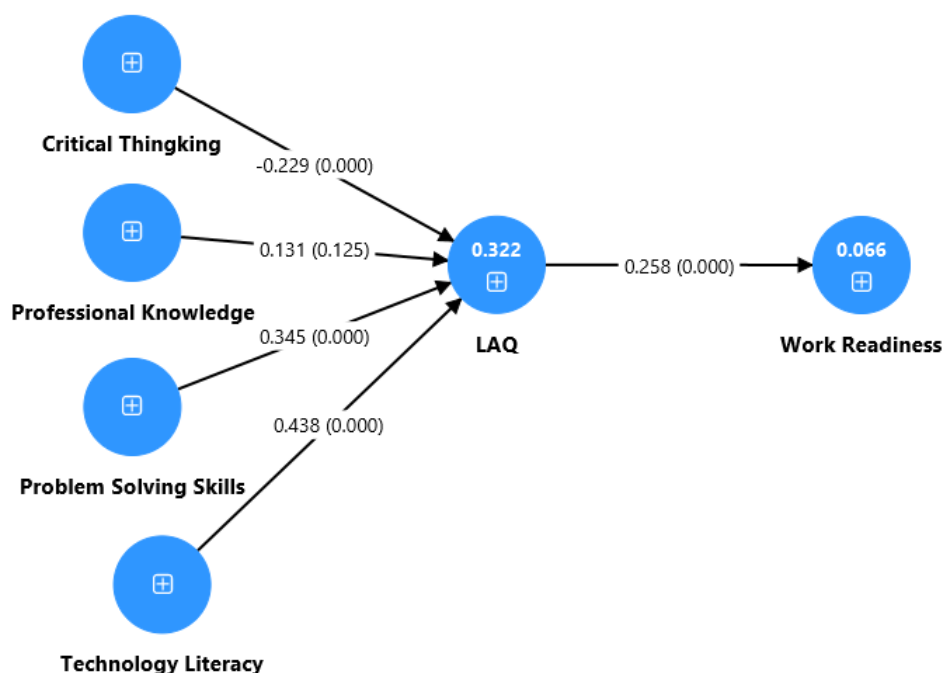 Critical Thingking
-0.229 (0.000)
Professional Knowledge
0.131 (0.125)
0.322
LAQ
0.258 (0.000)
0.066
Work Readiness
0.345 (0.000)
Problem Solving Skills
0.438 (0.000)
Technology Literacy